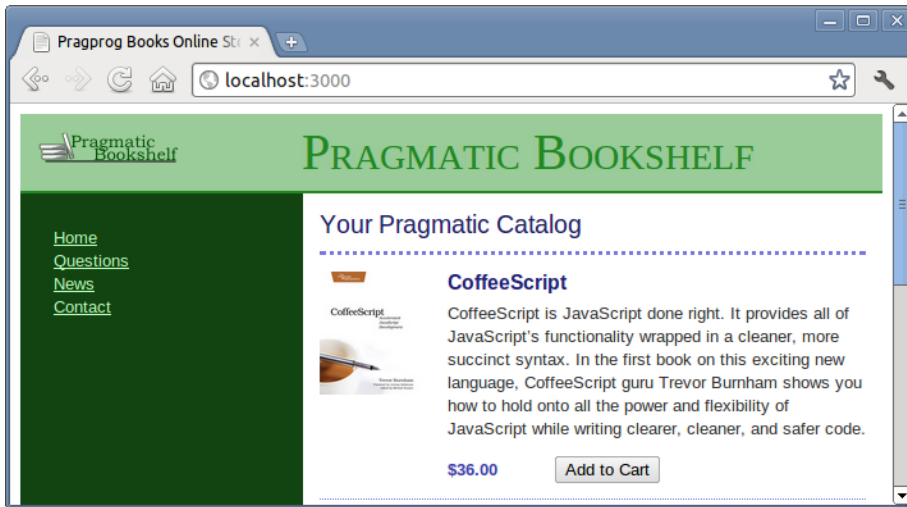 Pragprog Books Online St
localhost:3000
Pragmatic
Bookshelf
PRAGMATIC BOOKSHELF
Home
Questions
News
Contact
Your Pragmatic Catalog
CoffeeScript
CoffeeScript
CoffeeScript is JavaScript done right. It provides all of
JavaScript's functionality wrapped in a cleaner, more
succinct syntax. In the first book on this exciting new
language, CoffeeScript guru Trevor Burnham shows you
how to hold onto all the power and flexibility of
JavaScript while writing clearer, cleaner, and safer code.
Trevor Burnham
$36.00
Add to Cart